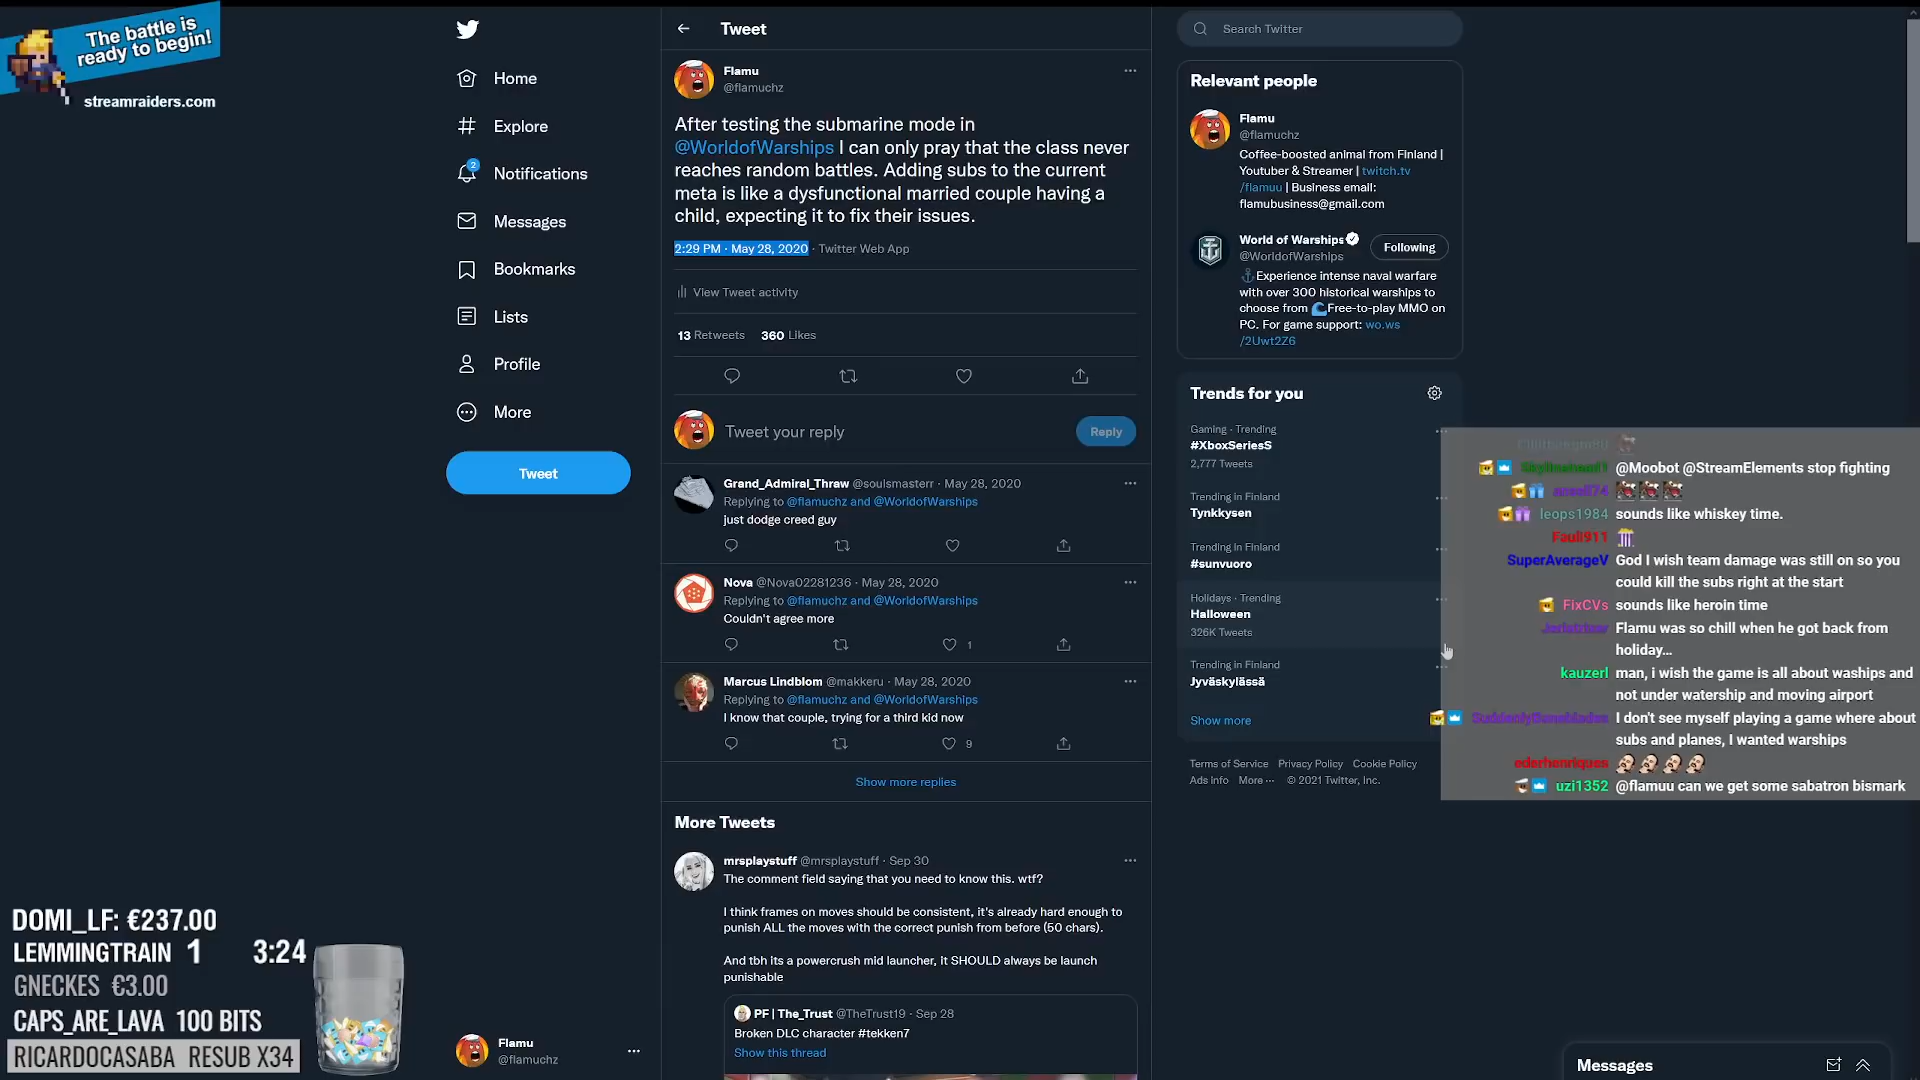 The battle is
ready to begin!
streamraiders.com
Home
Explore
2
Notifications
Messages
Bookmarks
Lists
Profile
More
Tweet
Tweet
Flamu
@flamuchz
After testing the submarine mode in
@WorldofWarships I can only pray that the class never
reaches random battles. Adding subs to the current
meta is like a dysfunctional married couple having a
child, expecting it to fix their issues.
2:29 PM · May 28, 2020 · Twitter Web App
View Tweet activity
13 Retweets 360 Likes
Tweet your reply
Reply
Grand_Admiral_Thraw @soulsmasterr · May 28, 2020
Replying to @flamuchz and @WorldofWarships
just dodge creed guy
Nova @Nova02281236 · May 28, 2020
Replying to @flamuchz and @WorldofWarships
Couldn't agree more
1
Marcus Lindblom @makkeru · May 28, 2020
Replying to @flamuchz and @WorldofWarships
I know that couple, trying for a third kid now
9
Show more replies
More Tweets
mrsplaystuff @mrsplaystuff · Sep 30
The comment field saying that you need to know this. wtf?
I think frames on moves should be consistent, it's already hard enough to
punish ALL the moves with the correct punish from before (50 chars).
And tbh its a powercrush mid launcher, it SHOULD always be launch
punishable
PF | The_Trust @TheTrust19 · Sep 28
Broken DLC character #tekken7
Show this thread
Search Twitter
Relevant people
Flamu
@flamuchz
Coffee-boosted animal from Finland |
Youtuber & Streamer | twitch.tv
/flamuu | Business email:
flamubusiness@gmail.com
World of Warships
@WorldofWarships
Following
Experience intense naval warfare
with over 300 historical warships to
choose from Free-to-play MMO on
PC. For game support: wo.ws
/2Uwt2Z6
Trends for you
Gaming · Trending
#XboxSeriesS
2,777 Tweets
Trending in Finland
Tynkkysen
Trending in Finland
#sunvuoro
Holidays · Trending
Halloween
326K Tweets
Trending in Finland
Jyväskylässä
Show more
Terms of Service Privacy Policy Cookie Policy
Ads info More ··· © 2021 Twitter, Inc.
@Moobot @StreamElements stop fighting
leops1984 sounds like whiskey time.
Fauli911
SuperAverageV God I wish team damage was still on so you
could kill the subs right at the start
FixCVs sounds like heroin time
Flamu was so chill when he got back from
holiday...
kauzerl man, i wish the game is all about waships and
not under watership and moving airport
I don't see myself playing a game where about
subs and planes, I wanted warships
ederhenriques
uzi1352 @flamuu can we get some sabatron bismark
DOMI_LF: €237.00
LEMMINGTRAIN 1 3:24
GNECKES €3.00
CAPS_ARE_LAVA 100 BITS
RICARDOCASABA RESUB X34
Flamu
@flamuchz
Messages